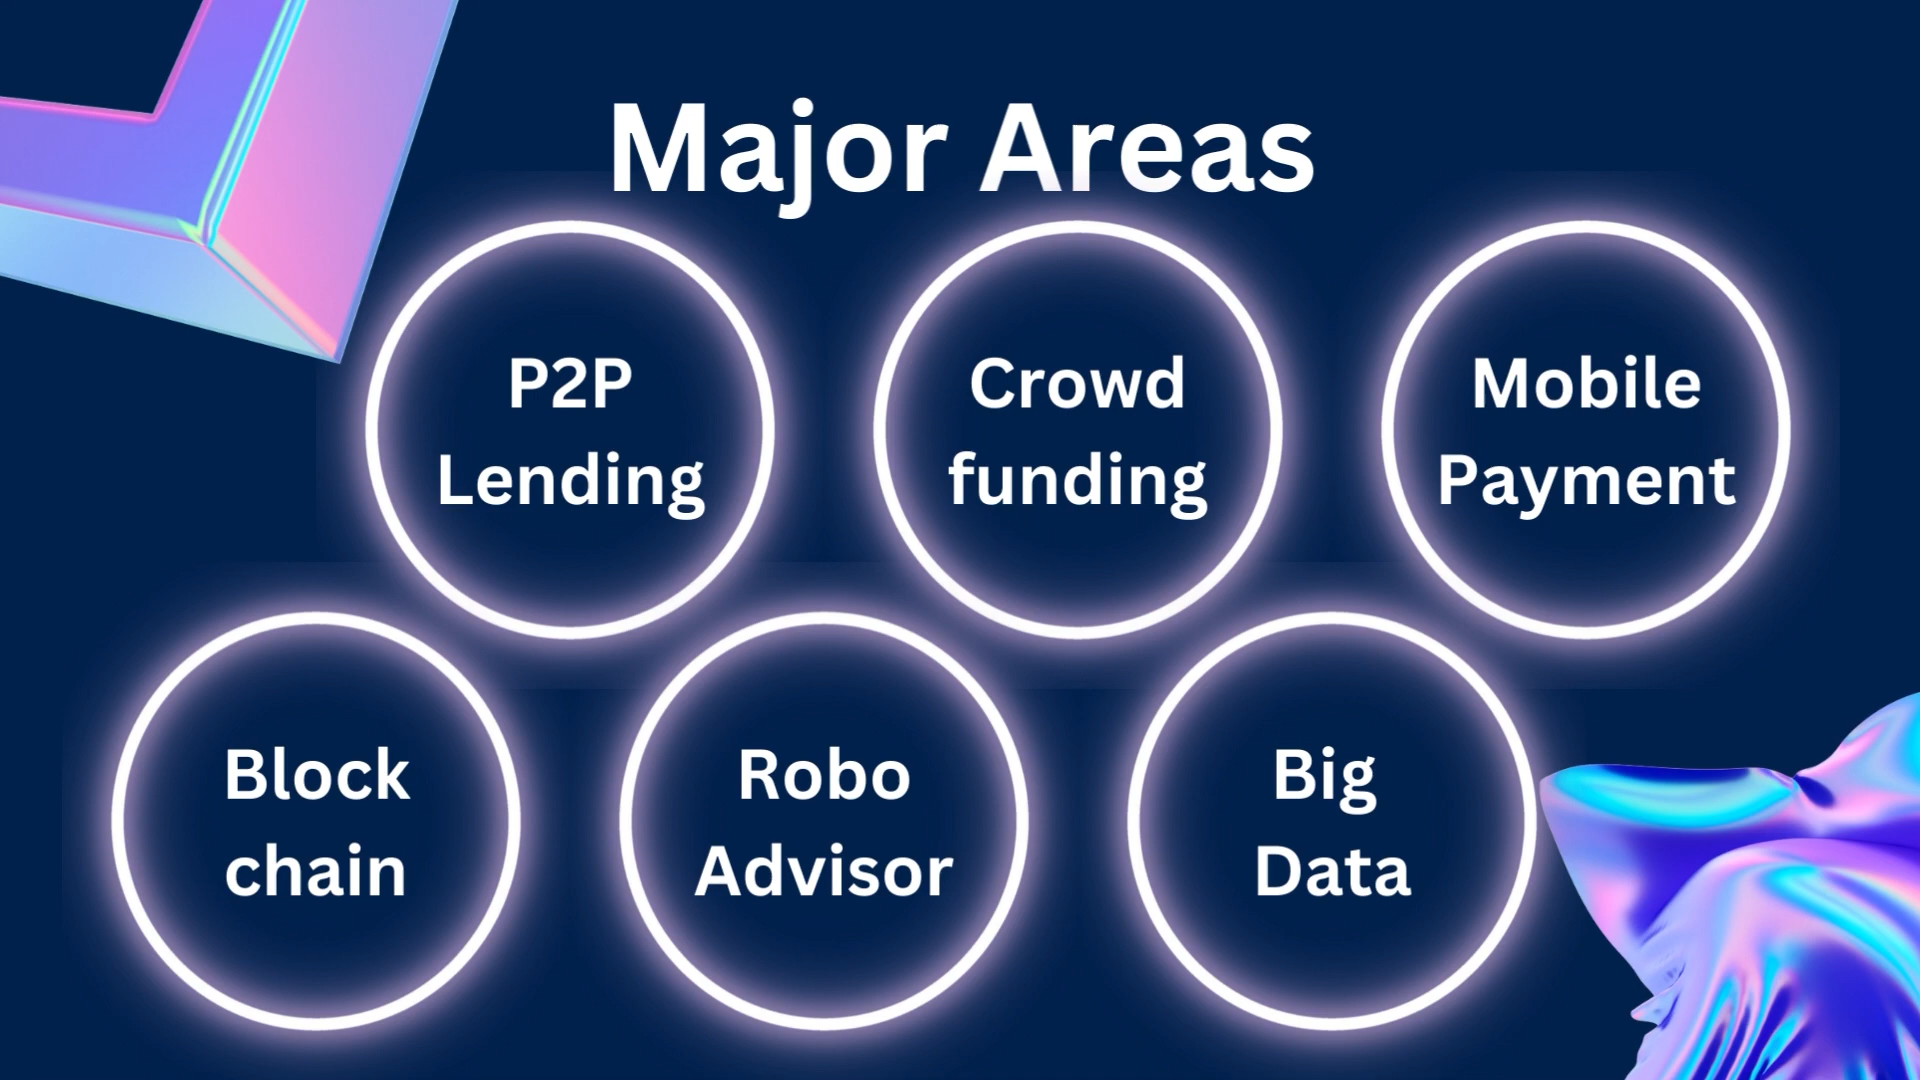 Major Areas
P2P
Lending
Crowd
funding
Mobile
Payment
Block
chain
Robo
Advisor
Big
Data